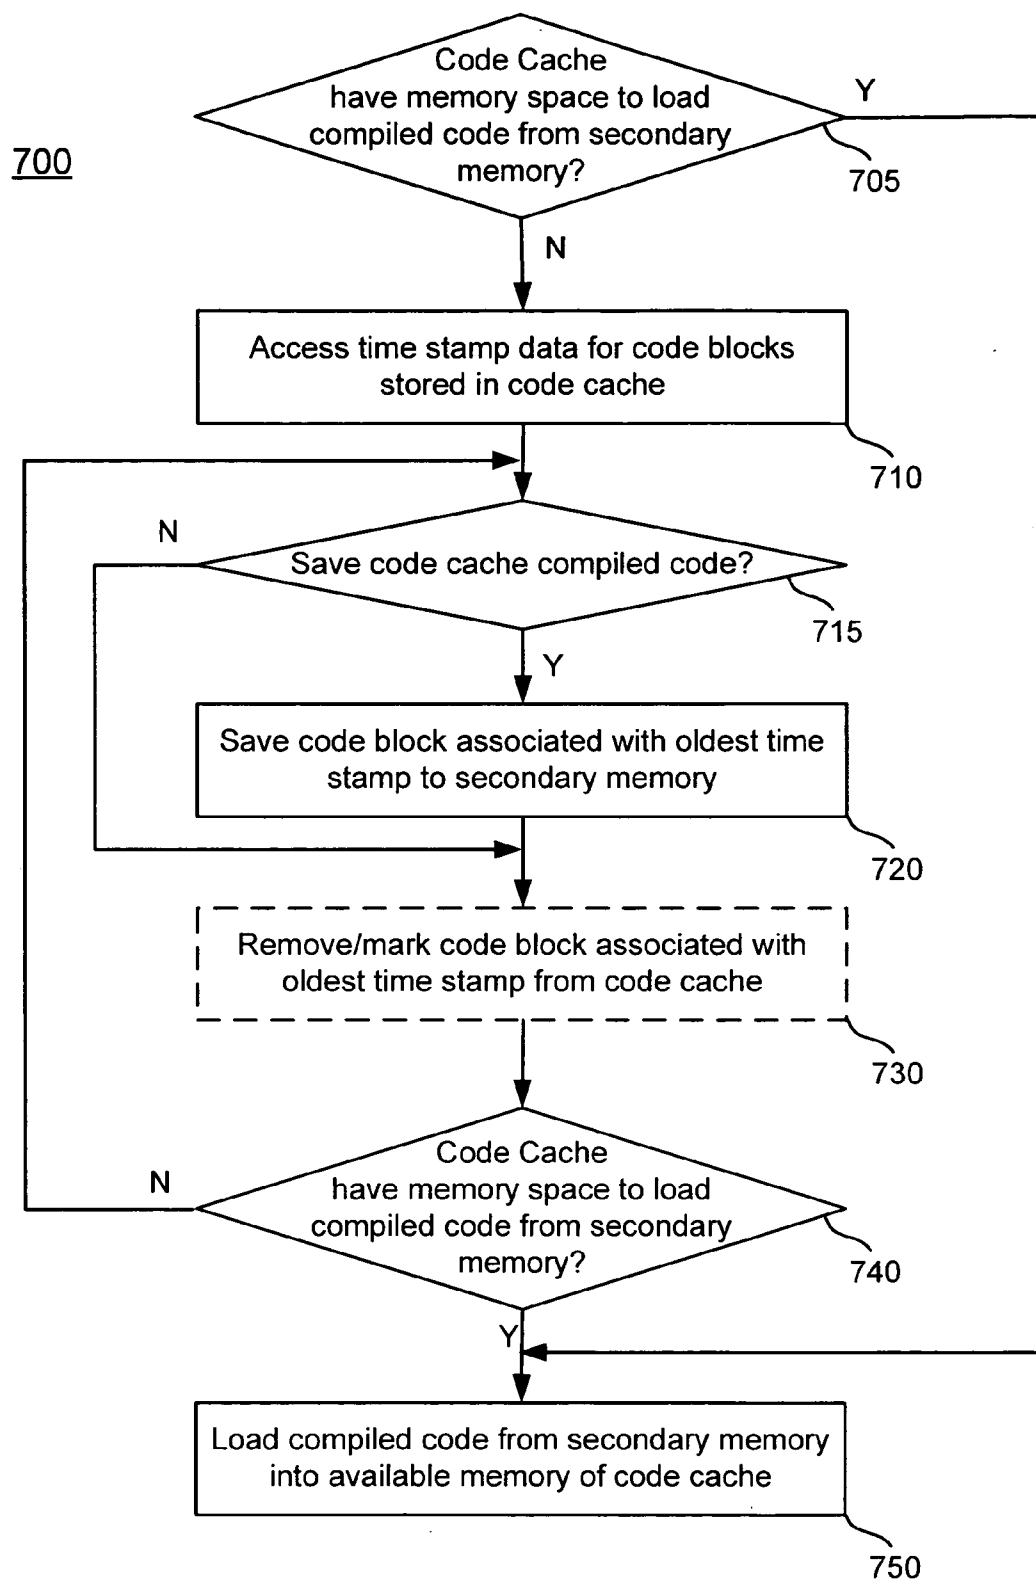 Code Cache
have memory space to load
compiled code from secondary
memory?
Y
700
705
N
Access time stamp data for code blocks
stored in code cache
710
N
Save code cache compiled code?
715
Y
Save code block associated with oldest time
stamp to secondary memory
720
Remove/mark code block associated with
oldest time stamp from code cache
730
Code Cache
N
have memory space to load
compiled code from secondary
memory?
740
Y
Load compiled code from secondary memory
into available memory of code cache
750